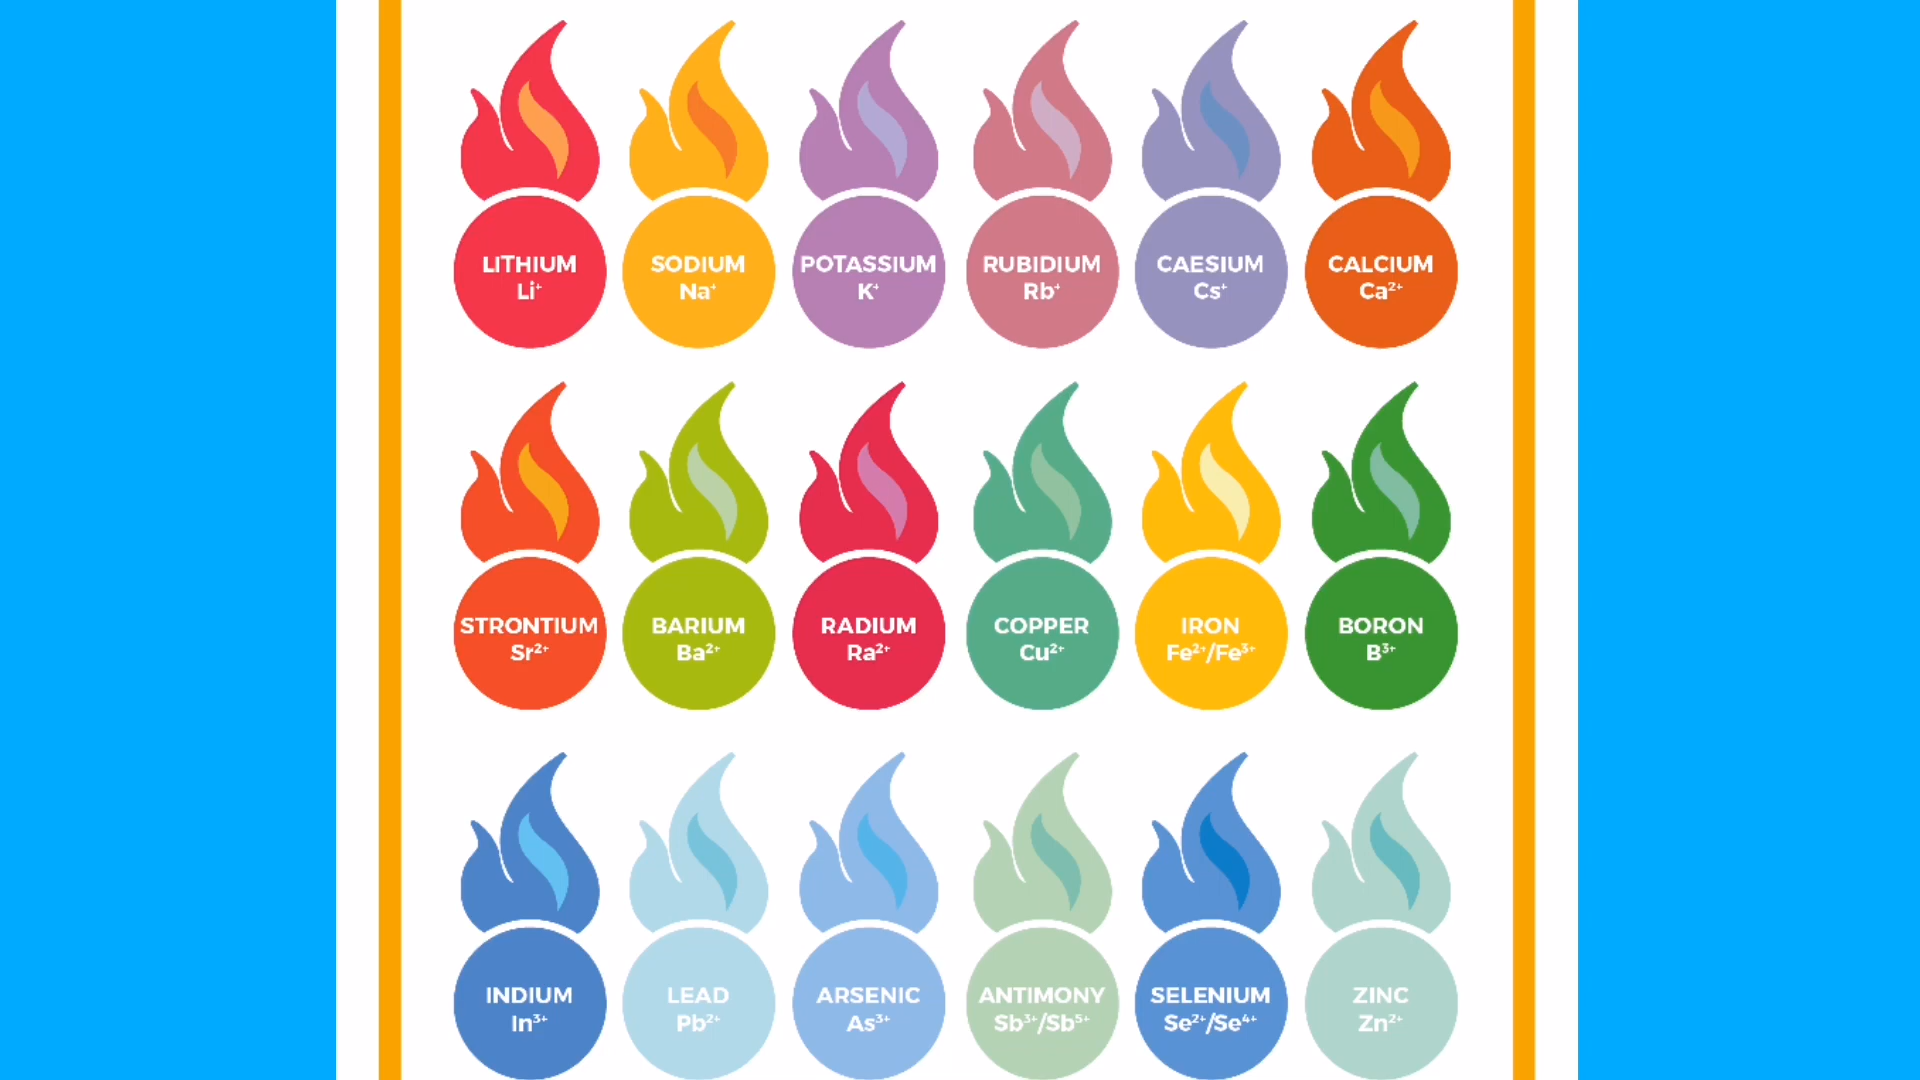 LITHIUM
Li⁺
SODIUM
Na⁺
POTASSIUM
K⁺
RUBIDIUM
Rb⁺
CAESIUM
Cs⁺
CALCIUM
Ca²⁺
STRONTIUM
Sr²⁺
BARIUM
Ba²⁺
RADIUM
Ra²⁺
COPPER
Cu²⁺
IRON
Fe²⁺/Fe³⁺
BORON
B³⁺
INDIUM
In³⁺
LEAD
Pb²⁺
ARSENIC
As³⁺
ANTIMONY
Sb³⁺/Sb⁵⁺
SELENIUM
Se²⁺/Se⁴⁺
ZINC
Zn²⁺